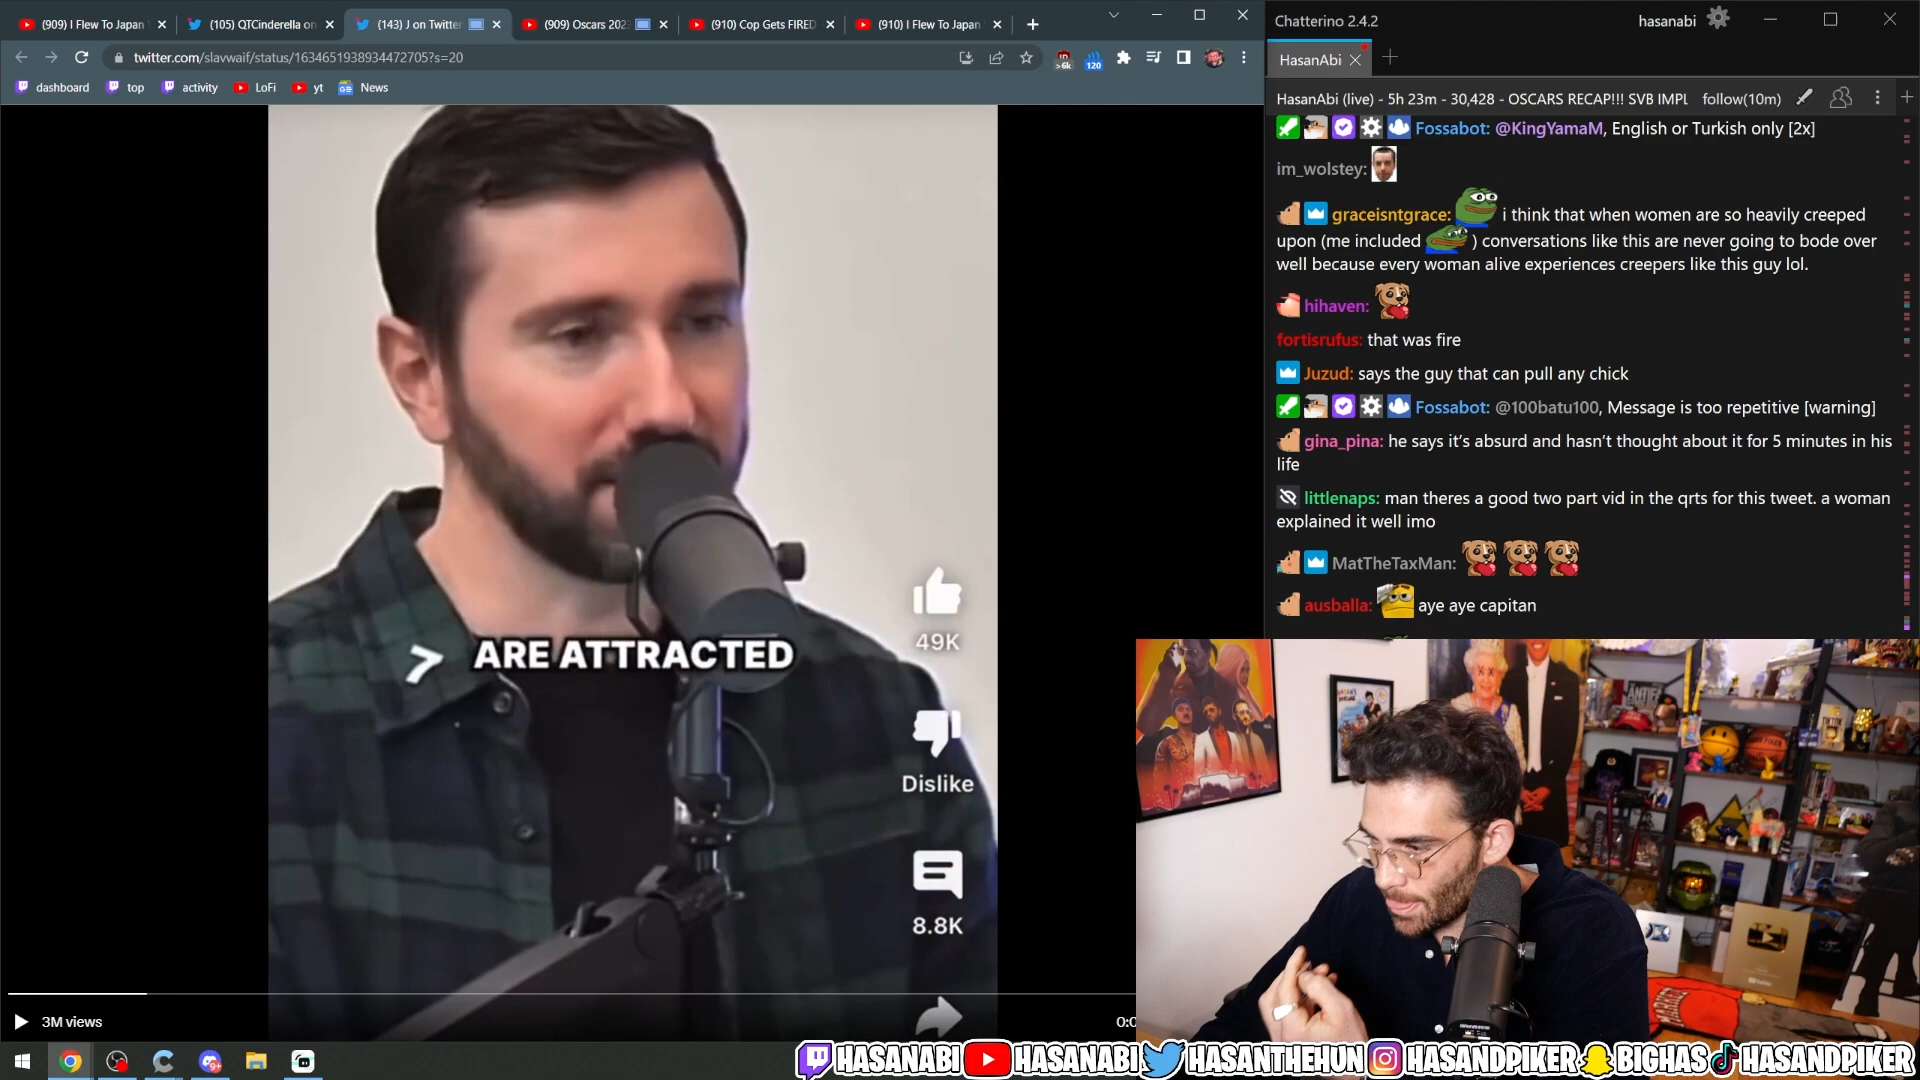 (909) I Flew To Japan
(105) QTCinderella on
(143) J on Twitter
(909) Oscars 202
(910) Cop Gets FIRED
(910) I Flew To Japan
twitter.com/slavwaif/status/1634651938934472705?s=20
>6k
120
dashboard
top
activity
LoFi
yt
News
ARE ATTRACTED
49K
Dislike
8.8K
3M views
Chatterino 2.4.2
hasanabi
HasanAbi
HasanAbi (live) - 5h 23m - 30,428 - OSCARS RECAP!!! SVB IMPL
follow(10m)
Fossabot: @KingYamaM, English or Turkish only [2x]
im_wolstey:
graceisntgrace: i think that when women are so heavily creeped
upon (me included ) conversations like this are never going to bode over
well because every woman alive experiences creepers like this guy lol.
hihaven:
fortisrufus: that was fire
Juzud: says the guy that can pull any chick
Fossabot: @100batu100, Message is too repetitive [warning]
gina_pina: he says it's absurd and hasn't thought about it for 5 minutes in his
life
littlenaps: man theres a good two part vid in the qrts for this tweet. a woman
explained it well imo
MatTheTaxMan:
ausballa: aye aye capitan
HASANABI
HASANABI
HASANTHEHUN
HASANDPIKER
BIGHAS
HASANDPIKER